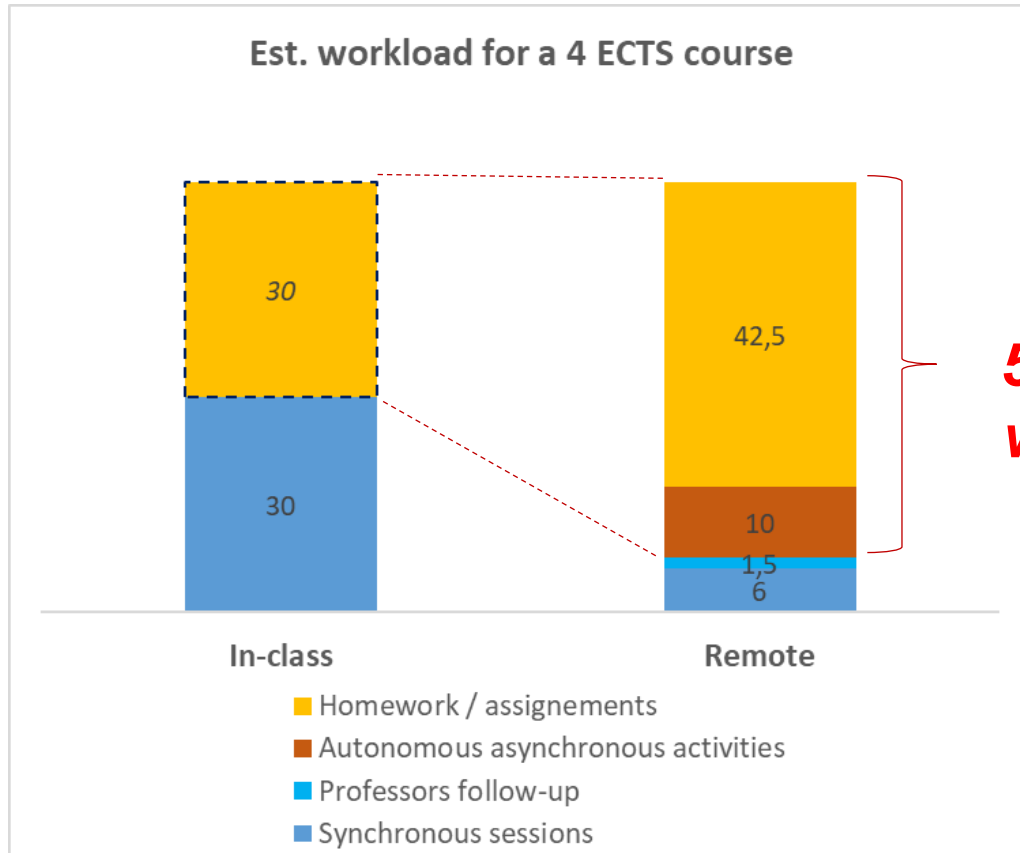 Est. workload for a 4 ECTS course
30
42,5
30
10
1,5
6
5
In-class
Remote
Homework / assignements
Autonomous asynchronous activities
Professors follow-up
Synchronous sessions